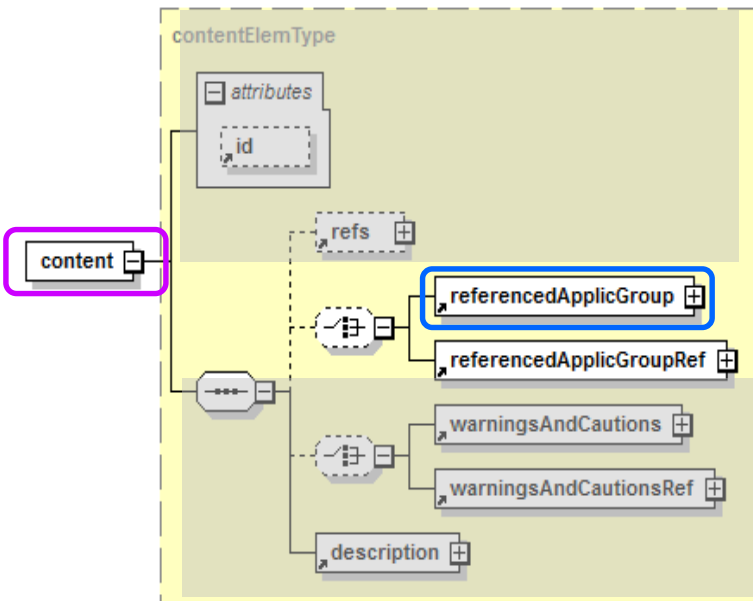 contentElemType
attributes
id
refs
content
referencedApplicGroup
referencedApplicGroupRef
warningsAndCautions
warningsAndCautionsRef
description